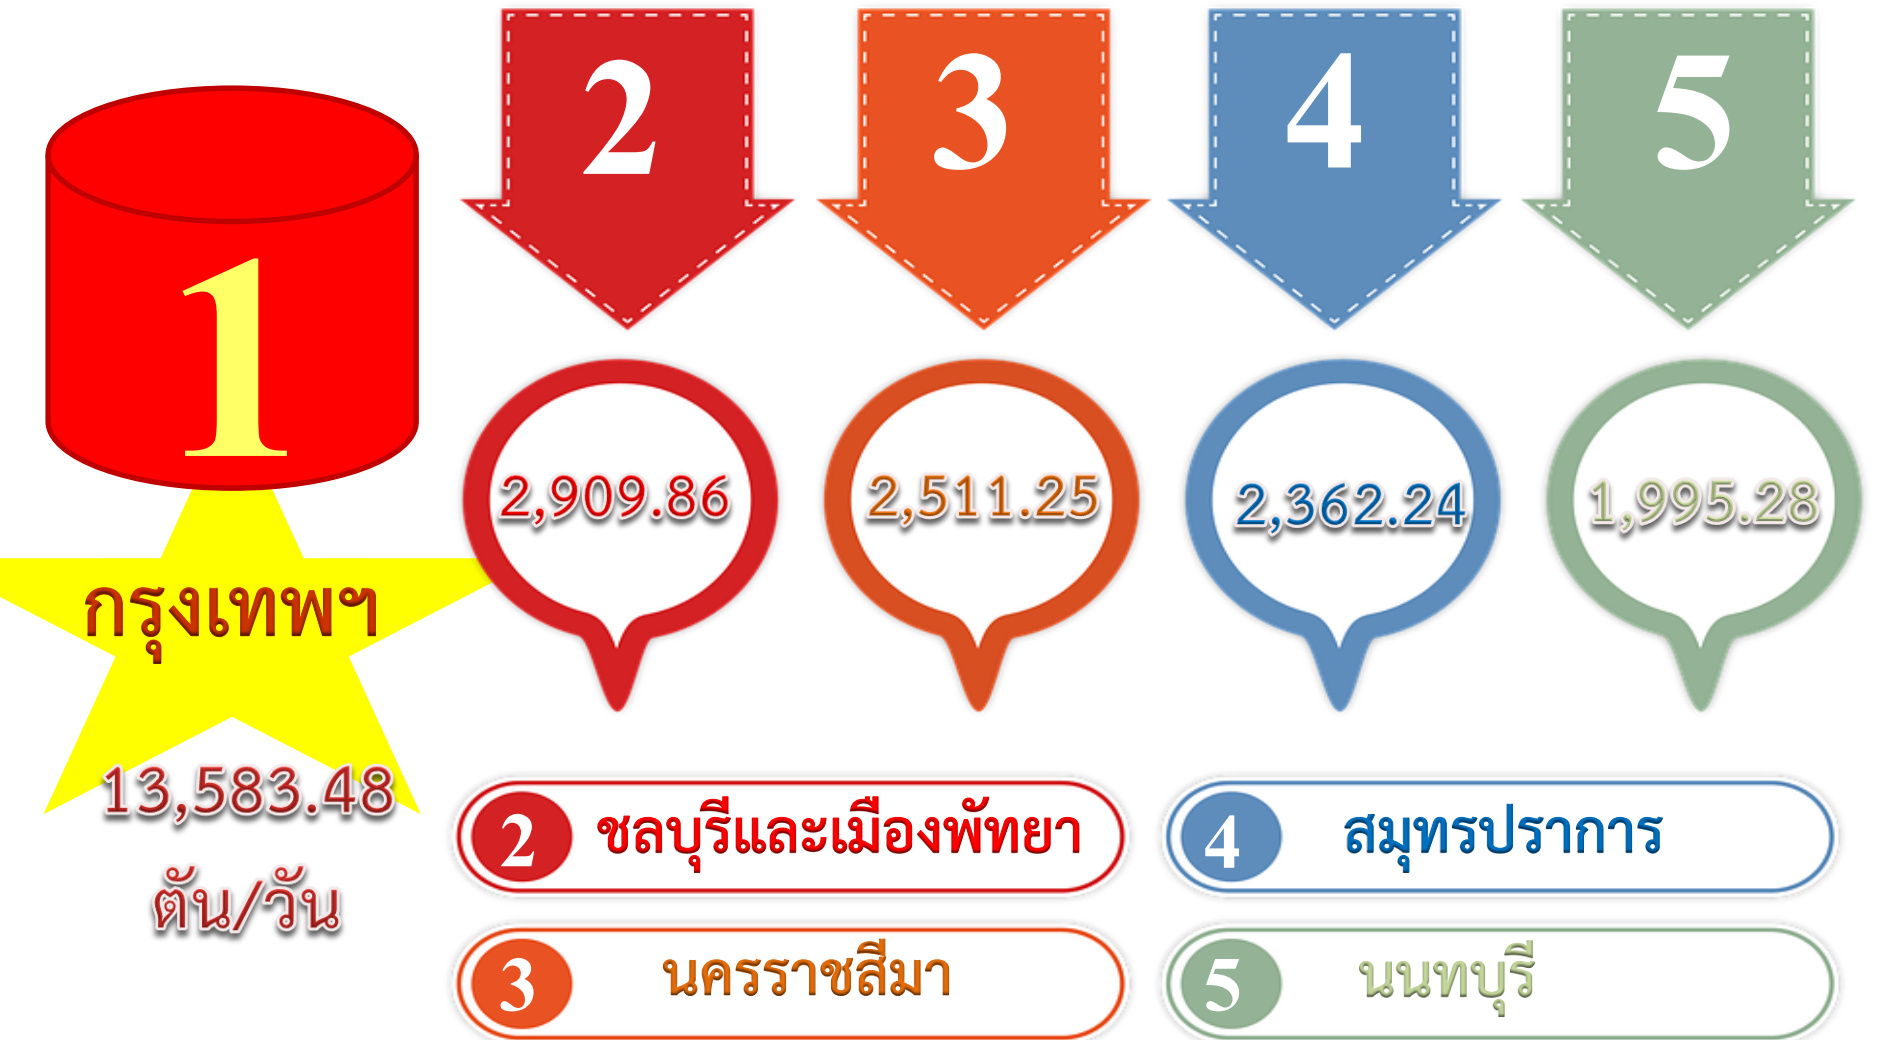 1
กรุงเทพฯ
13,583.48
ตัน/วัน
2
3
4
5
2,909.86
2,511.25
2,362.24
1,995.28
2 ชลบุรีและเมืองพัทยา
4 สมุทรปราการ
3 นครราชสีมา
5 นนทบุรี